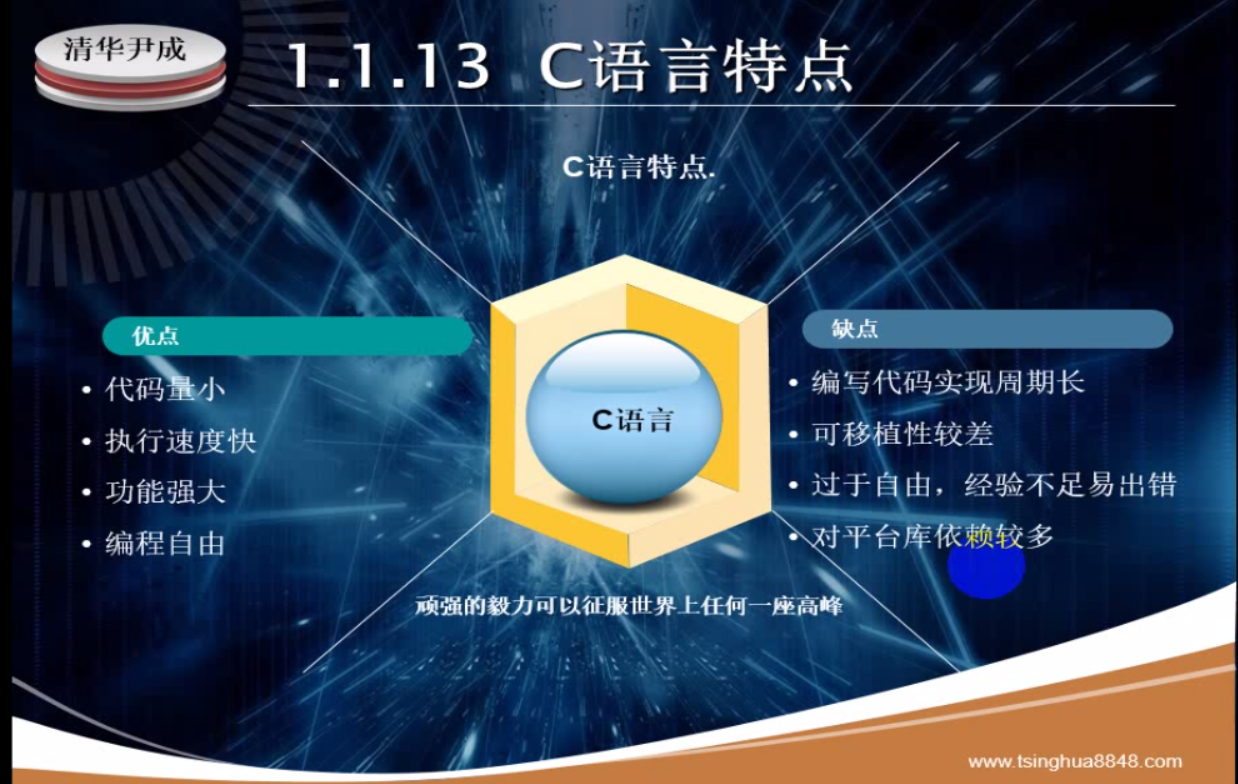 清华尹成
1.1.13 C语言特点
C语言特点.
优点
• 代码量小
• 执行速度快
• 功能强大
• 编程自由
C语言
缺点
• 编写代码实现周期长
• 可移植性较差
• 过于自由，经验不足易出错
• 对平台库依赖较多
顽强的毅力可以征服世界上任何一座高峰
www.tsinghua8848.com